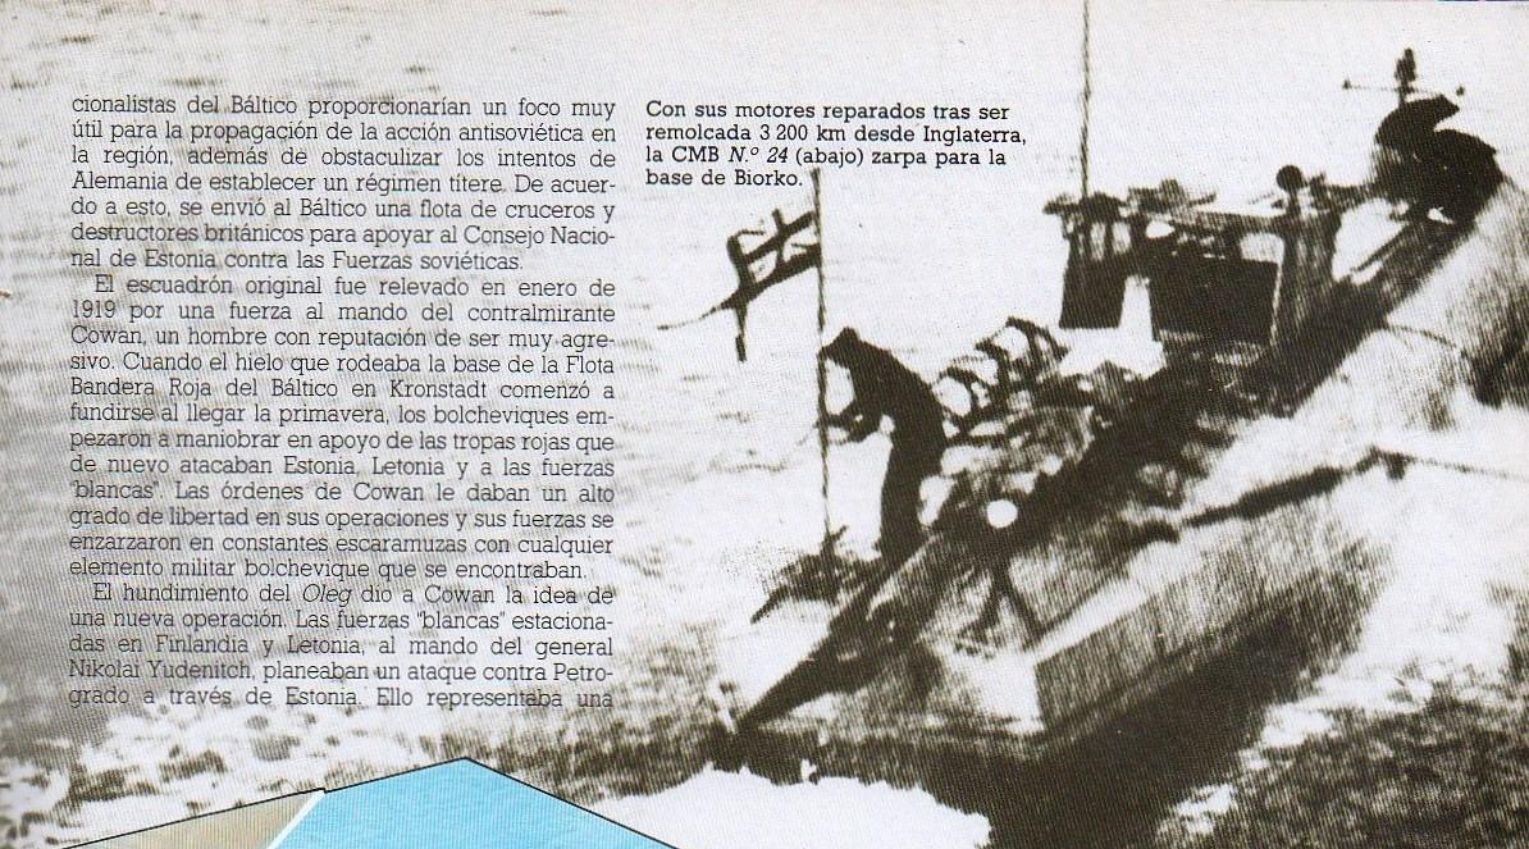 cionalistas del Báltico proporcionarían un foco muy
útil para la propagación de la acción antisoviética en
la región, además de obstaculizar los intentos de
Alemania de establecer un régimen títere. De acuer-
do a esto, se envió al Báltico una flota de cruceros y
destructores británicos para apoyar al Consejo Nacio-
nal de Estonia contra las Fuerzas soviéticas.
El escuadrón original fue relevado en enero de
1919 por una fuerza al mando del contralmirante
Cowan, un hombre con reputación de ser muy agre-
sivo. Cuando el hielo que rodeaba la base de la Flota
Bandera Roja del Báltico en Kronstadt comenzó a
fundirse al llegar la primavera, los bolcheviques em-
pezaron a maniobrar en apoyo de las tropas rojas que
de nuevo atacaban Estonia, Letonia y a las fuerzas
"blancas". Las órdenes de Cowan le daban un alto
grado de libertad en sus operaciones y sus fuerzas se
enzarzaron en constantes escaramuzas con cualquier
elemento militar bolchevique que se encontraban.
El hundimiento del Oleg dio a Cowan la idea de
una nueva operación. Las fuerzas "blancas" estaciona-
das en Finlandia y Letonia, al mando del general
Nikolai Yudenitch, planeaban un ataque contra Petro-
grado a través de Estonia. Ello representaba una
Con sus motores reparados tras ser
remolcada 3 200 km desde Inglaterra,
la CMB N.º 24 (abajo) zarpa para la
base de Biorko.